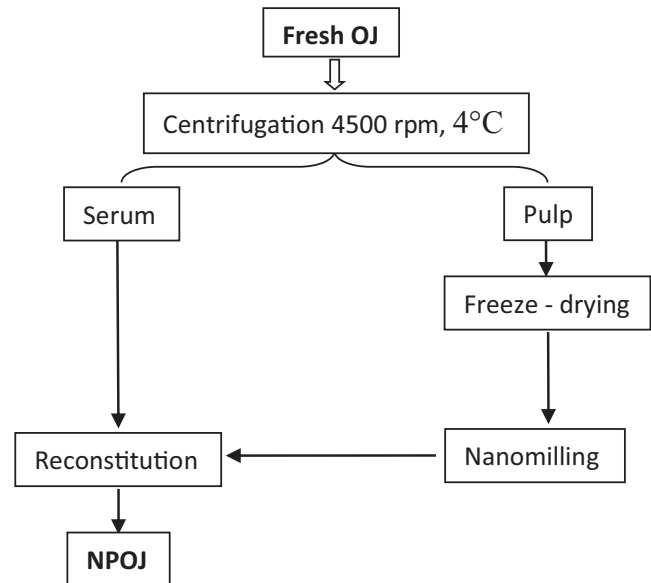 Fresh OJ
Centrifugation 4500 rpm, 4°C
Serum
Pulp
Freeze - drying
Reconstitution
Nanomilling
NPOJ